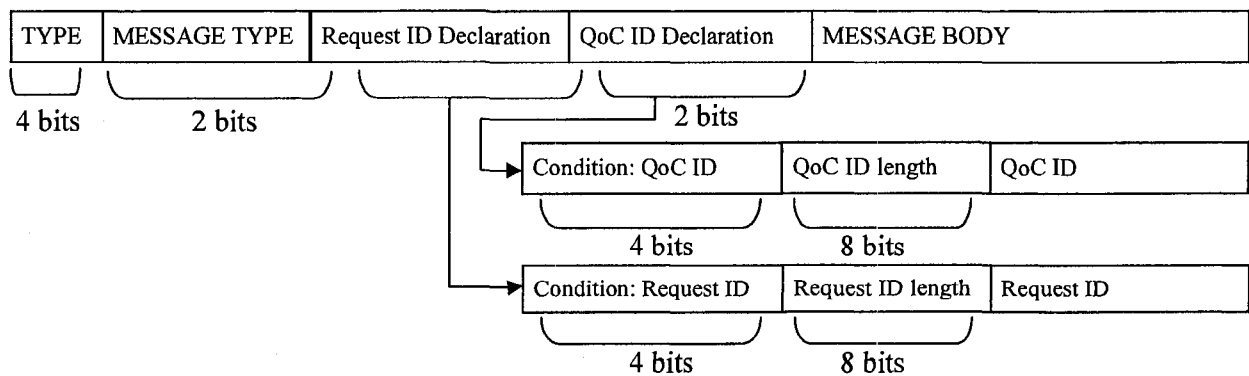 TYPE MESSAGE TYPE Request ID Declaration QoC ID Declaration MESSAGE BODY
4 bits 2 bits 2 bits
Condition: QoC ID QoC ID length QoC ID
4 bits 8 bits
Condition: Request ID Request ID length Request ID
4 bits 8 bits